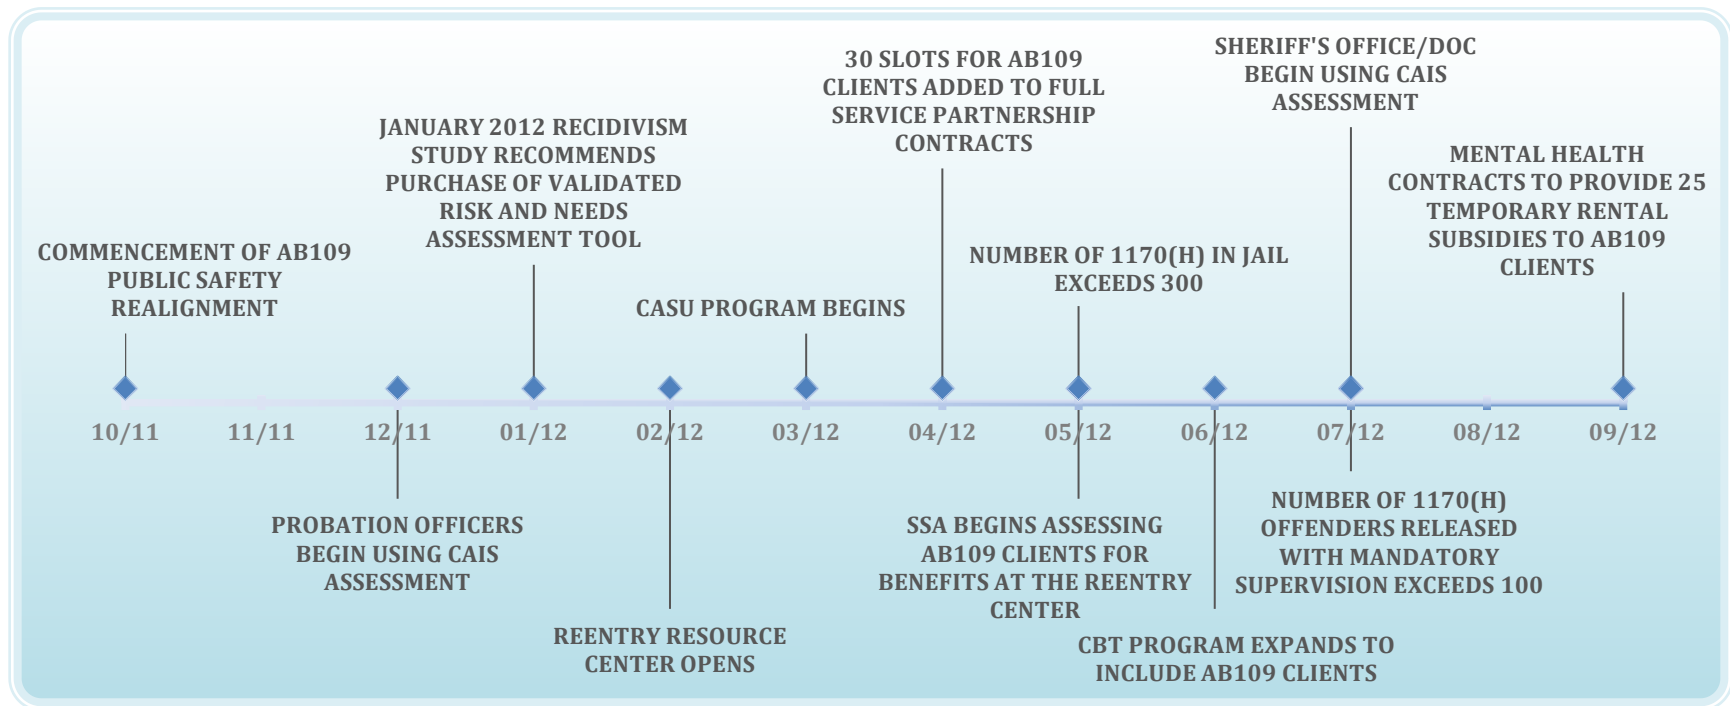 COMMENCEMENT OF AB109
PUBLIC SAFETY
REALIGNMENT
JANUARY 2012 RECIDIVISM
STUDY RECOMMENDS
PURCHASE OF VALIDATED
RISK AND NEEDS
ASSESSMENT TOOL
CASU PROGRAM BEGINS
30 SLOTS FOR AB109
CLIENTS ADDED TO FULL
SERVICE PARTNERSHIP
CONTRACTS
NUMBER OF 1170(H) IN JAIL
EXCEEDS 300
SHERIFF'S OFFICE/DOC
BEGIN USING CAIS
ASSESSMENT
MENTAL HEALTH
CONTRACTS TO PROVIDE 25
TEMPORARY RENTAL
SUBSIDIES TO AB109
CLIENTS
10/11 11/11 12/11 01/12 02/12 03/12 04/12 05/12 06/12 07/12 08/12 09/12
PROBATION OFFICERS
BEGIN USING CAIS
ASSESSMENT
REENTRY RESOURCE
CENTER OPENS
SSA BEGINS ASSESSING
AB109 CLIENTS FOR
BENEFITS AT THE REENTRY
CENTER
CBT PROGRAM EXPANDS TO
INCLUDE AB109 CLIENTS
NUMBER OF 1170(H)
OFFENDERS RELEASED
WITH MANDATORY
SUPERVISION EXCEEDS 100